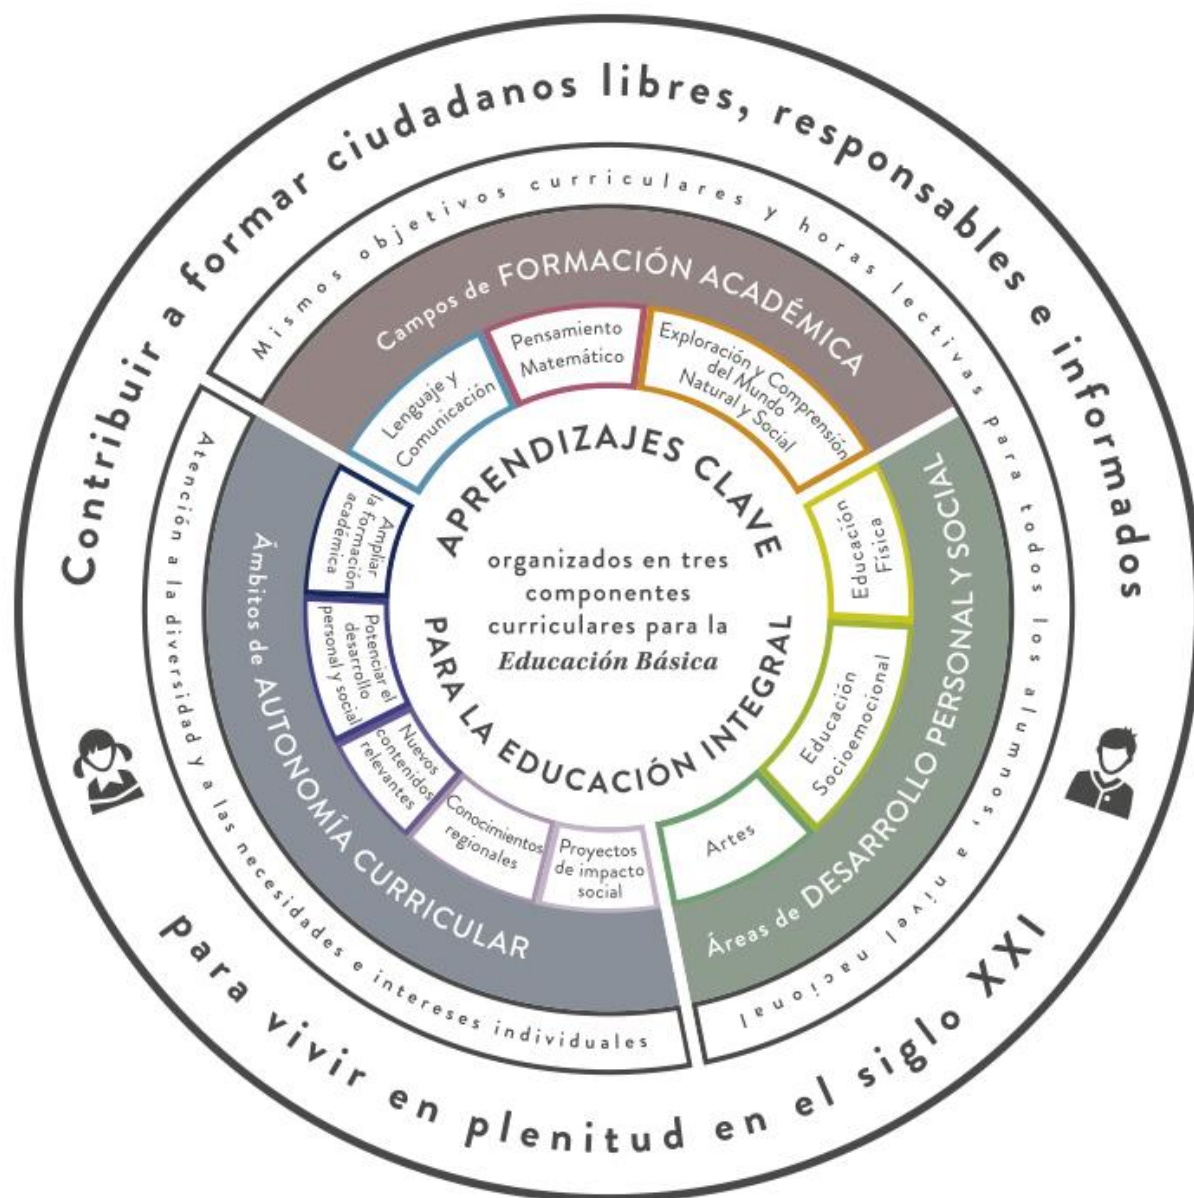 Contribuir a formar ciudadanos libres, responsables e informados
para vivir en plenitud en el siglo XXI
Mismos objetivos curriculares y horas lectivas para todos los alumonos, a nivel nacional
Atención a la diversidad y a las necesidades e intereses individuales
Campos de FORMACIÓN ACADÉMICA
Lenguaje y
Comunicación
Pensamiento
Matemático
Exploración y Comprensión
del Mundo
Natural y Social
Áreas de DESARROLLO PERSONAL Y SOCIAL
Educación
Física
Educación
Socioemocional
Artes
Ámbitos de AUTONOMÍA CURRICULAR
Ampliar
la formación
académica
Potenciar el
desarrollo
personal y social
Nuevos
contenidos
relevantes
Conocimientos
regionales
Proyectos
de impacto
social
APRENDIZAJES CLAVE
organizados en tres
componentes
curriculares para la
Educación Básica
PARA LA EDUCACIÓN INTEGRAL